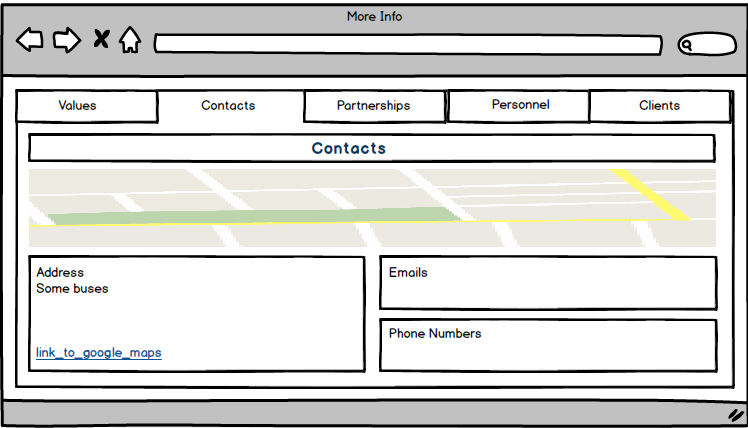 More Info
Values
Contacts
Partnerships
Personnel
Clients
Contacts
Address
Some buses
link_to_google_maps
Emails
Phone Numbers